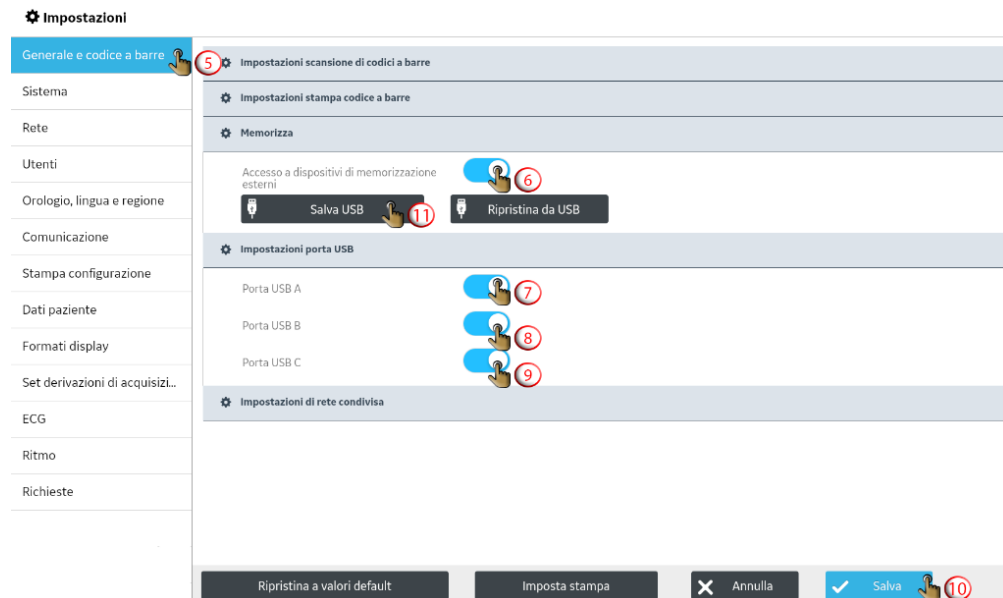 Impostazioni
Generale e codice a barre
5
Impostazioni scansione di codici a barre
Sistema
Impostazioni stampa codice a barre
Rete
Memorizza
Utenti
Accesso a dispositivi di memorizzazione
esterni
6
Orologio, lingua e regione
Salva USB
11
Ripristina da USB
Comunicazione
Impostazioni porta USB
Stampa configurazione
Porta USB A
7
Dati paziente
Porta USB B
8
Formati display
Porta USB C
9
Set derivazioni di acquisizi...
Impostazioni di rete condivisa
ECG
Ritmo
Richieste
Ripristina a valori default
Imposta stampa
Annulla
Salva
10